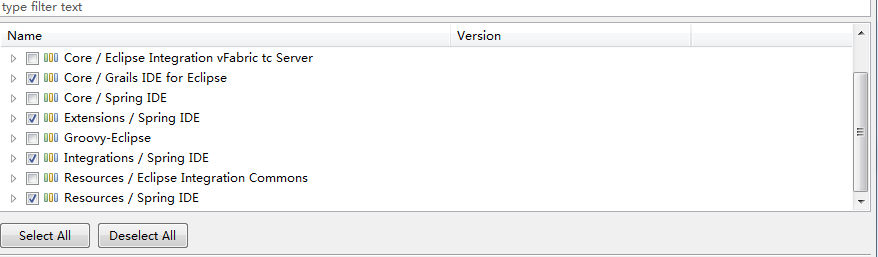 type filter text
Name Version
Core / Eclipse Integration vFabric tc Server
Core / Grails IDE for Eclipse
Core / Spring IDE
Extensions / Spring IDE
Groovy-Eclipse
Integrations / Spring IDE
Resources / Eclipse Integration Commons
Resources / Spring IDE
Select All Deselect All